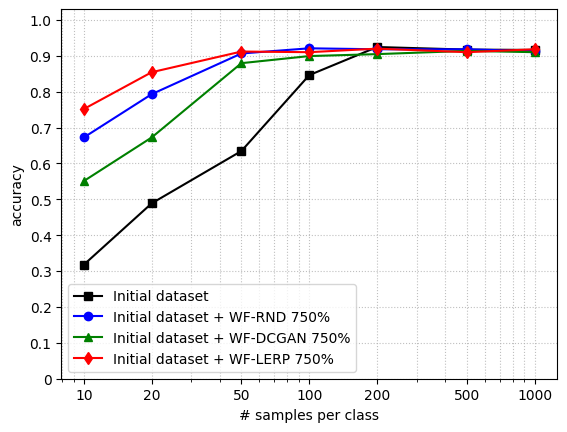 1.0
0.9
0.8
0.7
0.6
0.5
0.4
0.3
0.2
0.1
0
accuracy
Initial dataset
Initial dataset + WF-RND 750%
Initial dataset + WF-DCGAN 750%
Initial dataset + WF-LERP 750%
10 20 50 100 200 500 1000
# samples per class